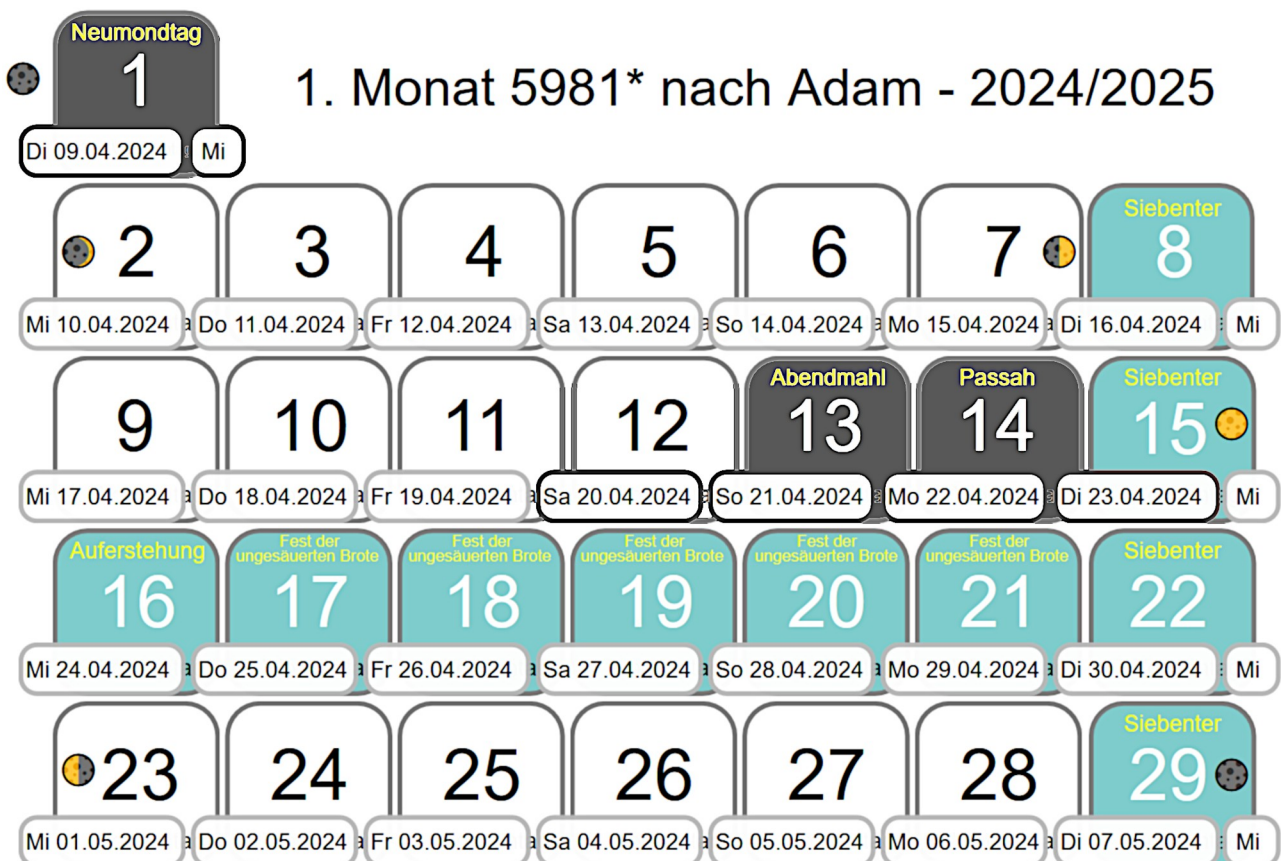 Neumondtag
1
1. Monat 5981* nach Adam - 2024/2025
Di 09.04.2024 Mi
Siebenter
2 3 4 5 6 7 8
Mi 10.04.2024 Do 11.04.2024 Fr 12.04.2024 Sa 13.04.2024 So 14.04.2024 Mo 15.04.2024 Di 16.04.2024 Mi
Abendmahl Passah Siebenter
9 10 11 12 13 14 15
Mi 17.04.2024 Do 18.04.2024 Fr 19.04.2024 Sa 20.04.2024 So 21.04.2024 Mo 22.04.2024 Di 23.04.2024 Mi
Auferstehung Fest der ungesäuerten Brote Fest der ungesäuerten Brote Fest der ungesäuerten Brote Fest der ungesäuerten Brote Fest der ungesäuerten Brote Siebenter
16 17 18 19 20 21 22
Mi 24.04.2024 Do 25.04.2024 Fr 26.04.2024 Sa 27.04.2024 So 28.04.2024 Mo 29.04.2024 Di 30.04.2024 Mi
Siebenter
23 24 25 26 27 28 29
Mi 01.05.2024 Do 02.05.2024 Fr 03.05.2024 Sa 04.05.2024 So 05.05.2024 Mo 06.05.2024 Di 07.05.2024 Mi